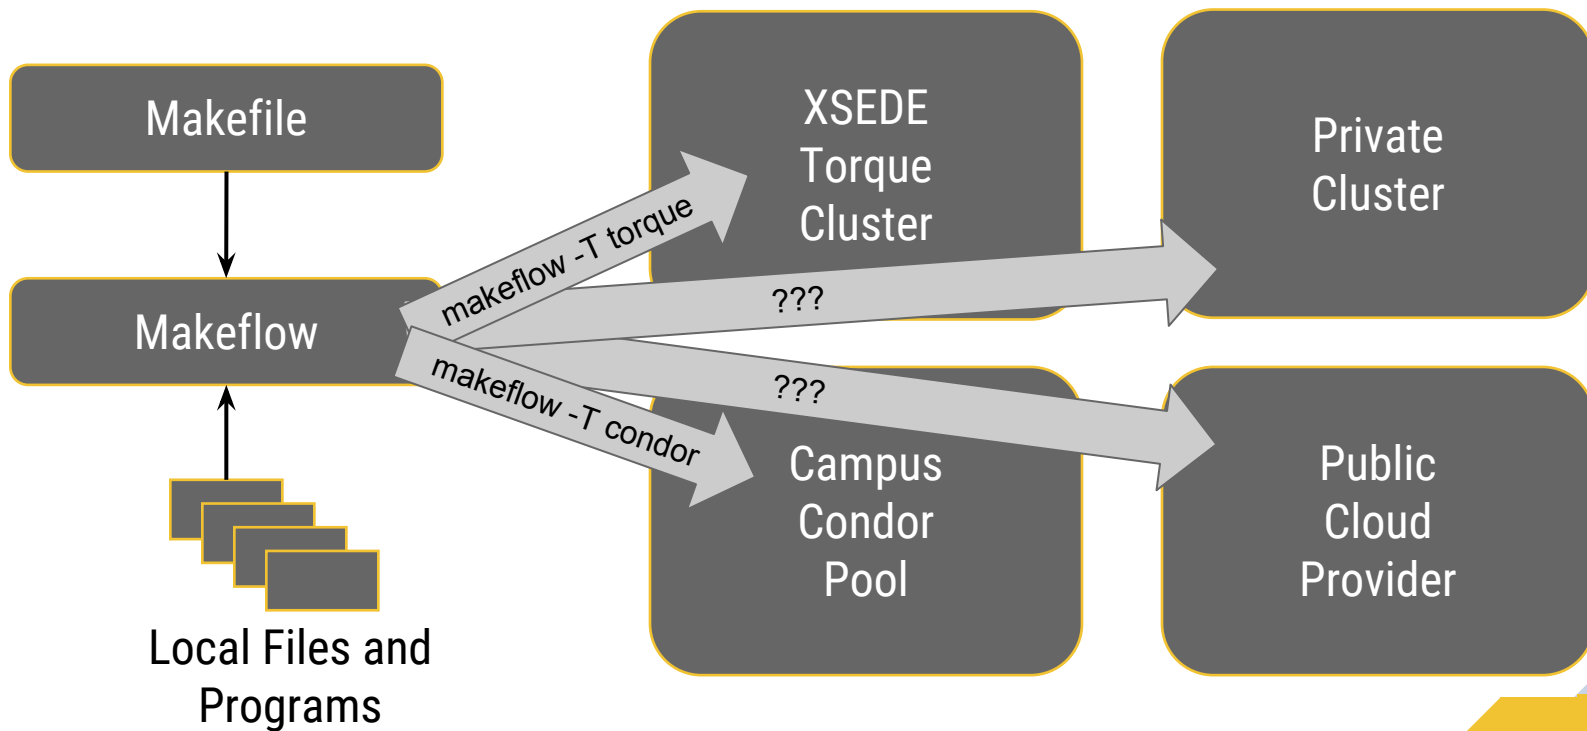 Makefile
Makeflow
Local Files and
Programs
makeflow -T torque
???
???
makeflow -T condor
XSEDE
Torque
Cluster
Private
Cluster
Campus
Condor
Pool
Public
Cloud
Provider